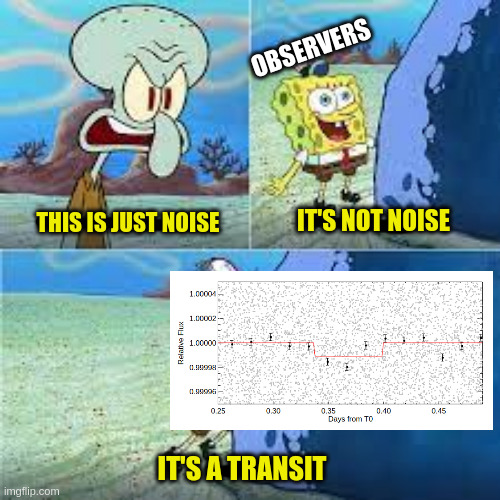 OBSERVERS
THIS IS JUST NOISE
IT'S NOT NOISE
1.00004
1.00002
1.00000
0.99998
0.99996
Relative Flux
0.25
0.30
0.35
0.40
0.45
Days from T0
IT'S A TRANSIT
imgflip.com